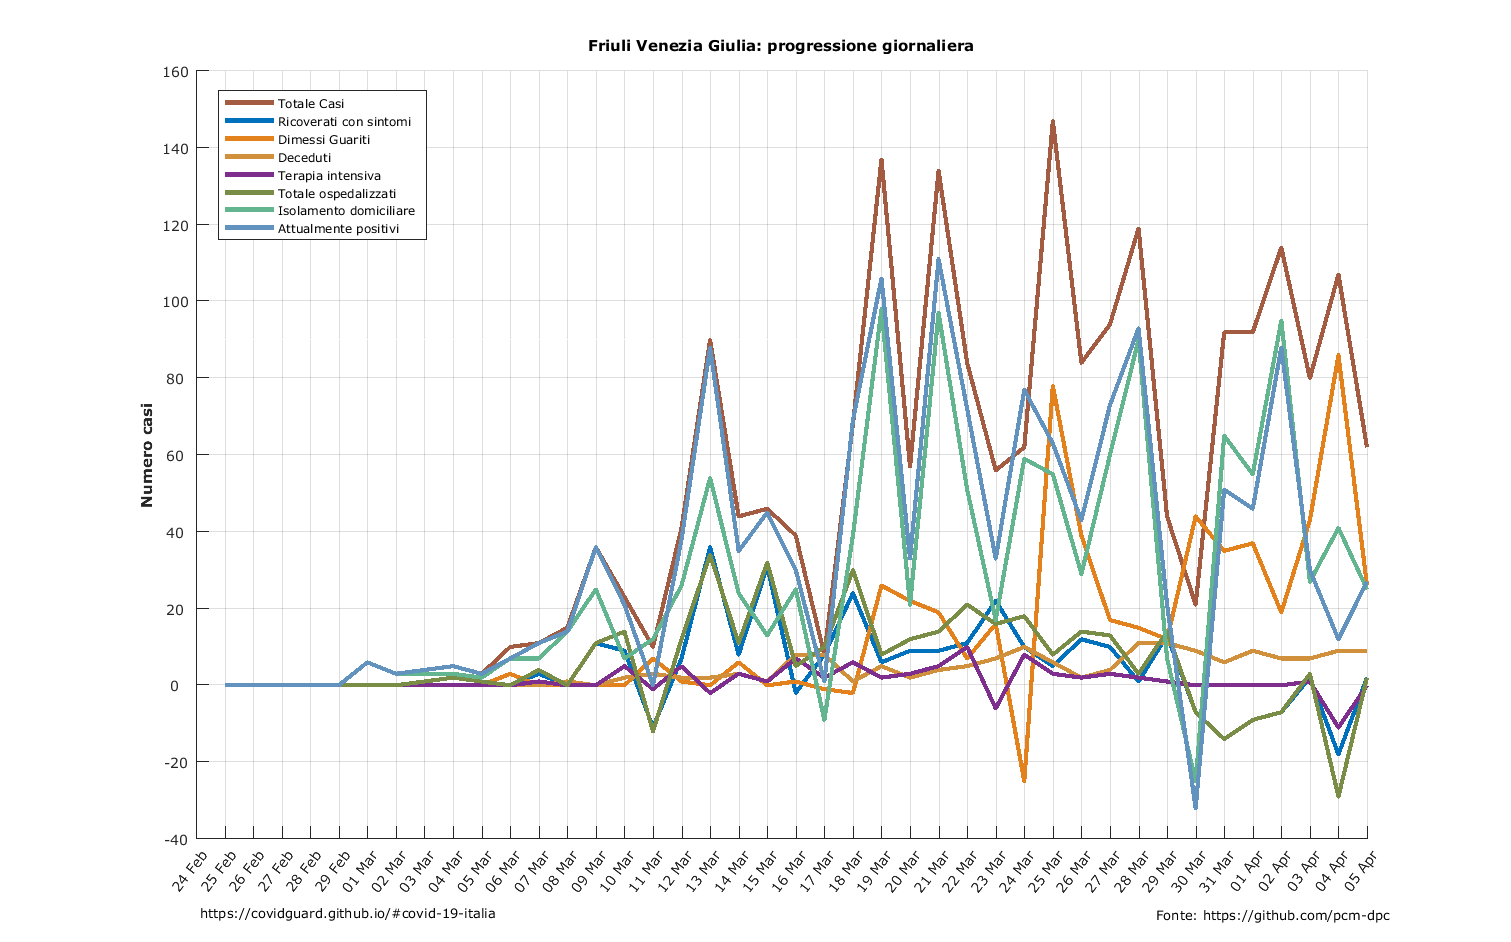 Friuli Venezia Giulia: progressione giornaliera
160
140
120
100
80
60
40
20
0
-20
-40
Numero casi
Totale Casi
Ricoverati con sintomi
Dimessi Guariti
Deceduti
Terapia intensiva
Totale ospedalizzati
Isolamento domiciliare
Attualmente positivi
24 Feb
25 Feb
26 Feb
27 Feb
28 Feb
29 Feb
01 Mar
02 Mar
03 Mar
04 Mar
05 Mar
06 Mar
07 Mar
08 Mar
09 Mar
10 Mar
11 Mar
12 Mar
13 Mar
14 Mar
15 Mar
16 Mar
17 Mar
18 Mar
19 Mar
20 Mar
21 Mar
22 Mar
23 Mar
24 Mar
25 Mar
26 Mar
27 Mar
28 Mar
29 Mar
30 Mar
31 Mar
01 Apr
02 Apr
03 Apr
04 Apr
05 Apr
https://covidguard.github.io/#covid-19-italia
Fonte: https://github.com/pcm-dpc